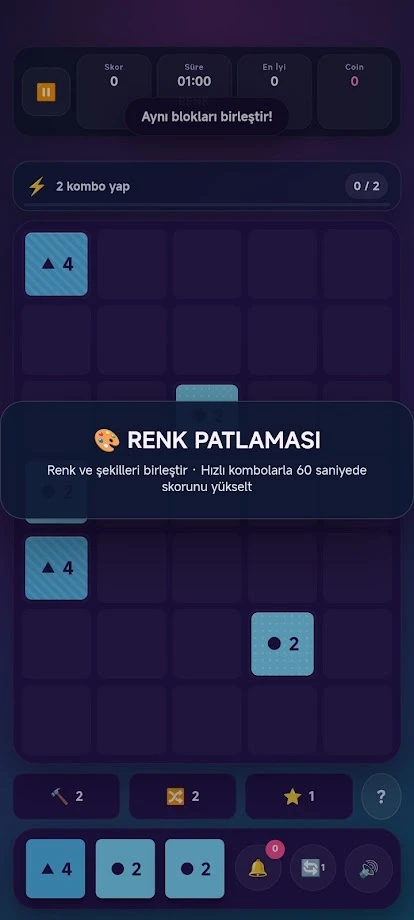 Skor
Süre
En İyi
Coin
0
01:00
0
0
Aynı blokları birleştir!
2 kombo yap
0 / 2
4
RENK PATLAMASI
Renk ve şekilleri birleştir · Hızlı kombolarla 60 saniyede
skorunu yükselt
4
2
2
2
1
?
4
2
2
0
1